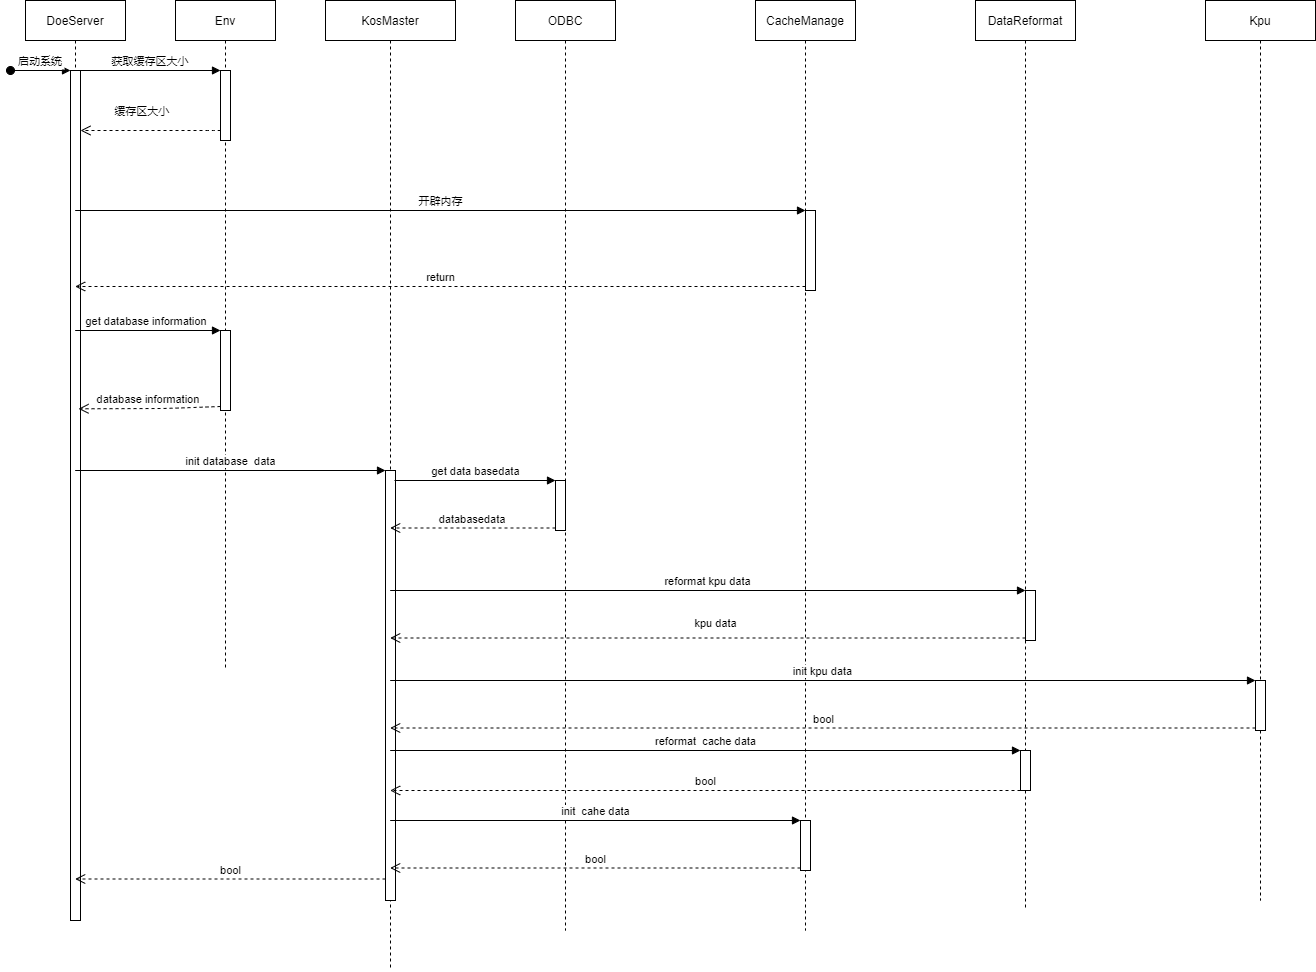 DoeServer
Env
KosMaster
ODBC
CacheManage
DataReformat
Kpu
启动系统
获取缓存区大小
缓存区大小
开辟内存
return
get database information
database information
init database  data
get data basedata
databasedata
reformat kpu data
kpu data
init kpu data
bool
reformat  cache data
bool
init  cahe data
bool
bool